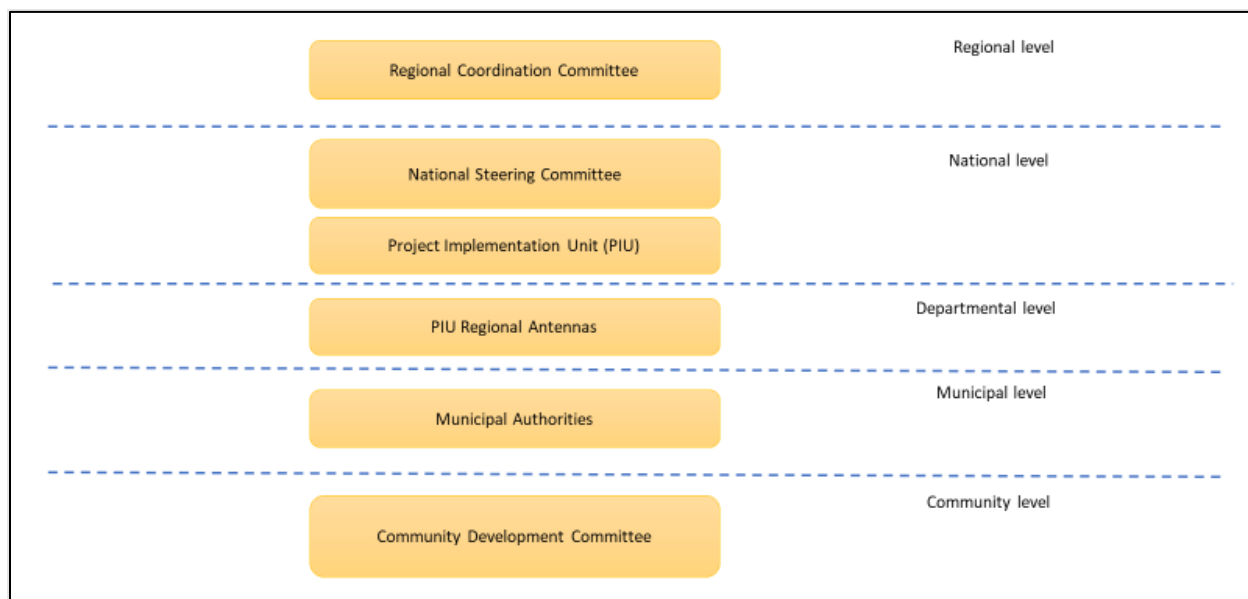 Regional level
Regional Coordination Committee
National level
National Steering Committee
Project Implementation Unit (PIU)
Departmental level
PIU Regional Antennas
Municipal level
Municipal Authorities
Community level
Community Development Committee